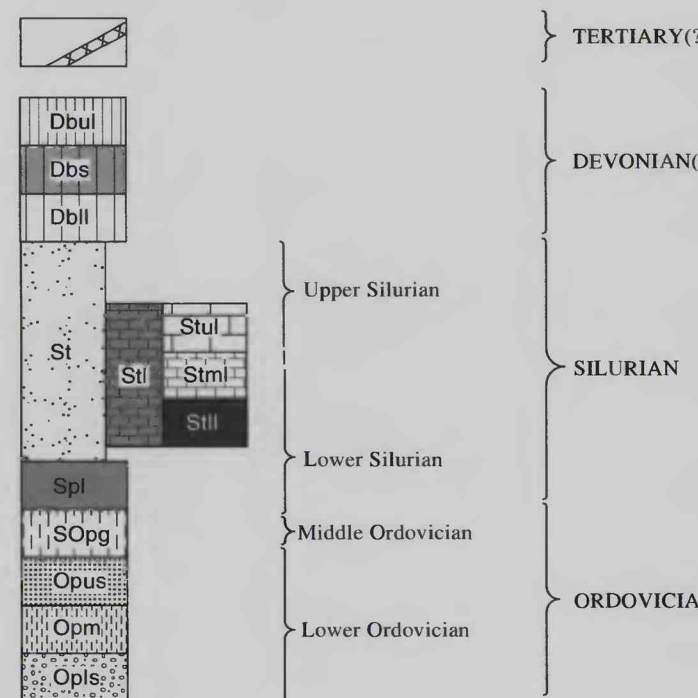 TERTIARY(?
Dbul
Dbs
DEVONIAN(
Dbll
Upper Silurian
Stul
St
Stl
Stml
SILURIAN
Stll
Lower Silurian
Spl
SOpg
Middle Ordovician
Opus
ORDOVICIA
Opm
Lower Ordovician
Opls